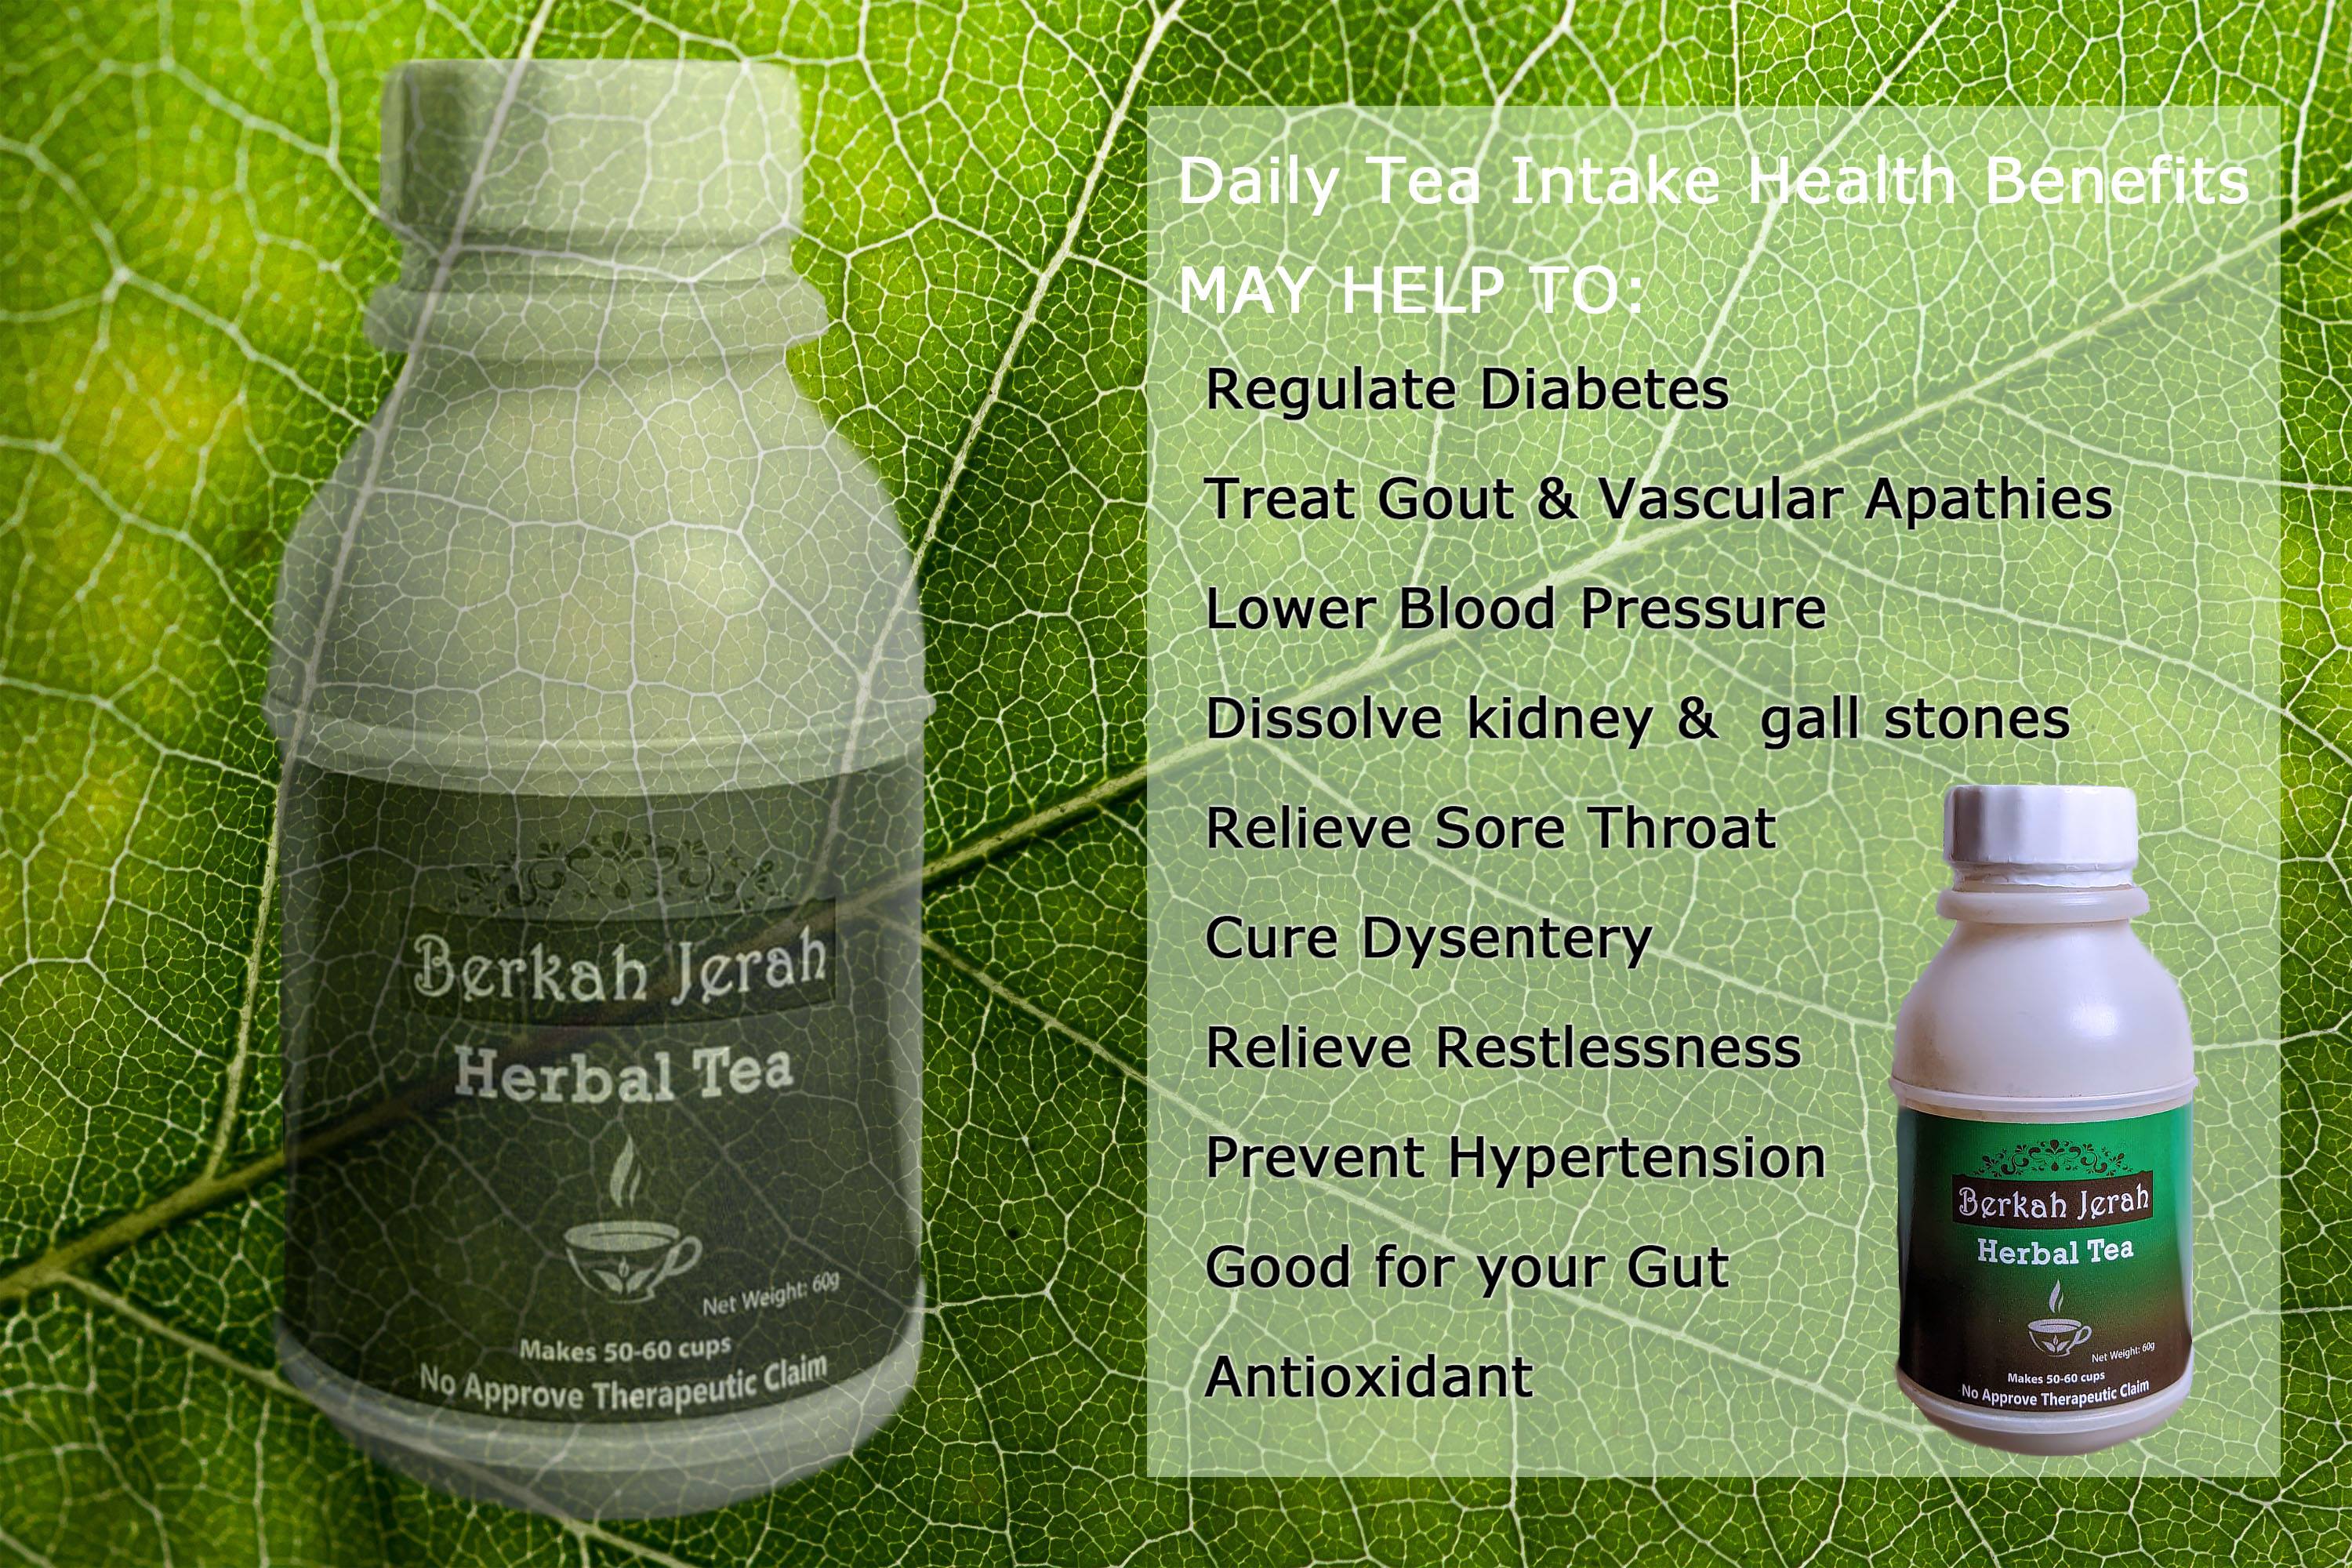 Berkah Jerah
Herbal Tea
Net Weight: 60g
Makes 50-60 cups
No Approve Therapeutic Claim
Daily Tea Intake Health Benefits
MAY HELP TO:
Regulate Diabetes
Treat Gout & Vascular Apathies
Lower Blood Pressure
Dissolve kidney & gall stones
Relieve Sore Throat
Cure Dysentery
Relieve Restlessness
Prevent Hypertension
Good for your Gut
Antioxidant
Berkah Jerah
Herbal Tea
Net Weight: 60g
Makes 50-60 cups
No Approve Therapeutic Claim